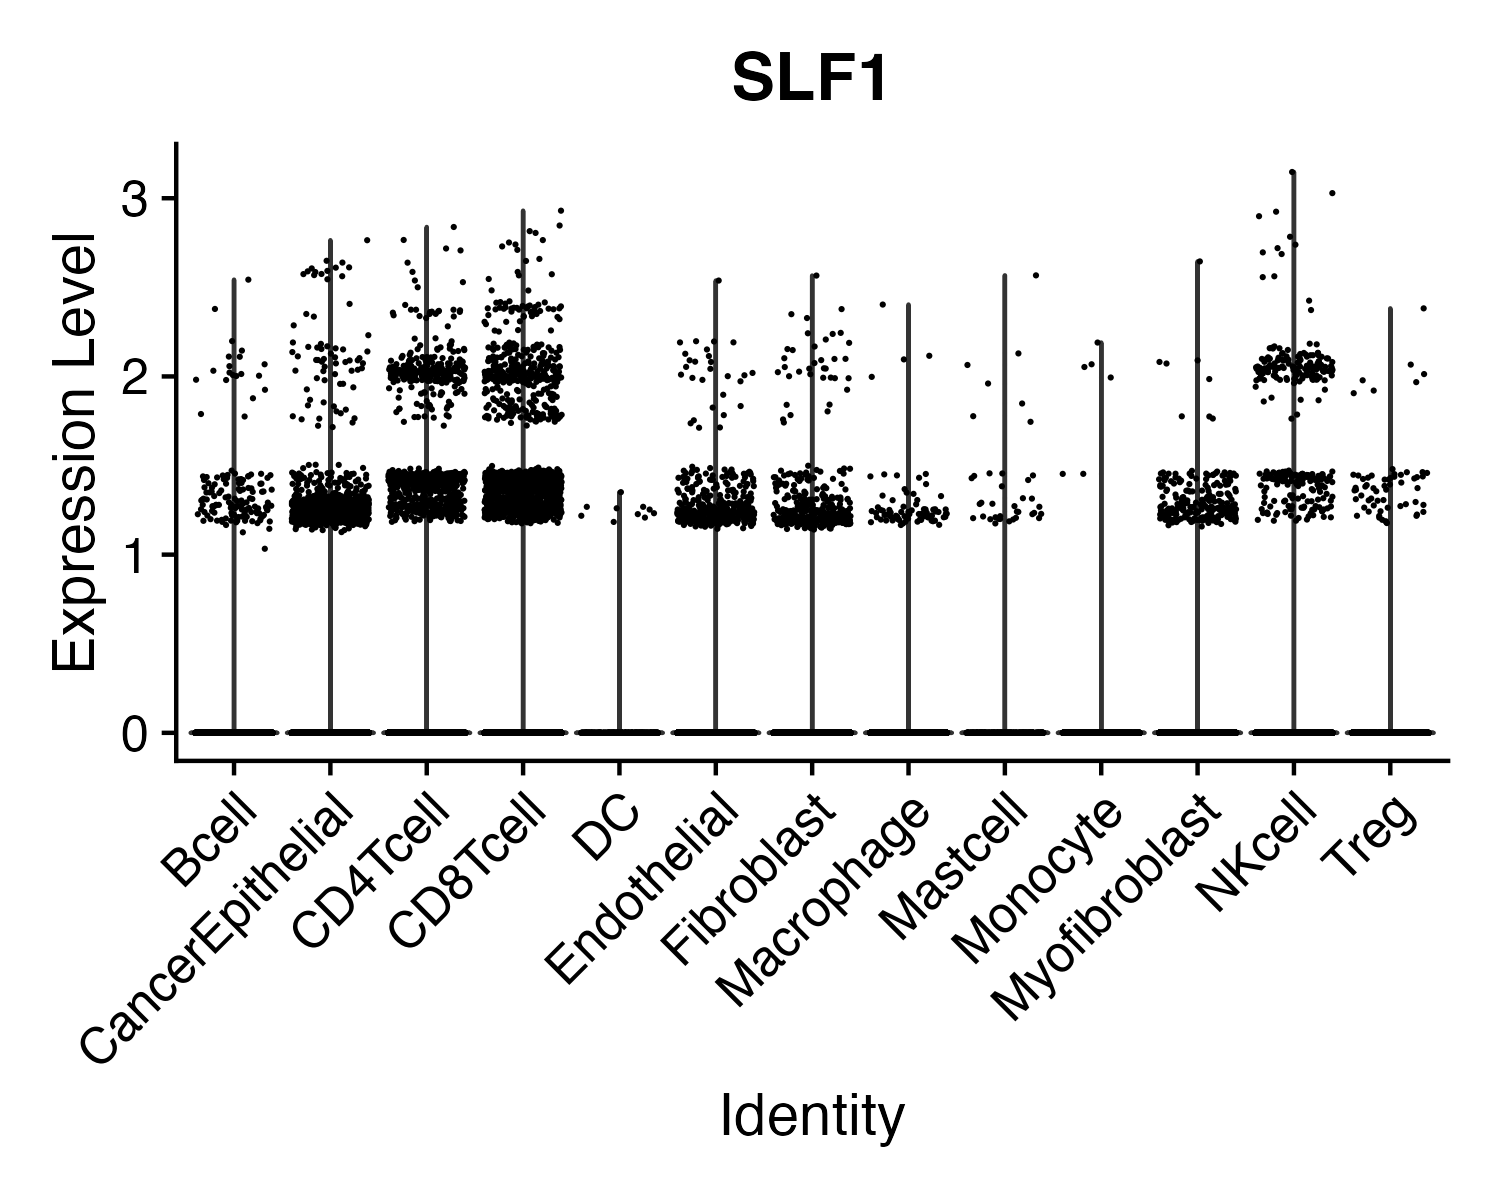 SLF1
Expression Level
3
2
1
0
Bcell
CancerEpithelial
CD4Tcell
CD8Tcell
DC
Endothelial
Fibroblast
Macrophage
Mastcell
Monocyte
Myofibroblast
NKcell
Treg
Identity